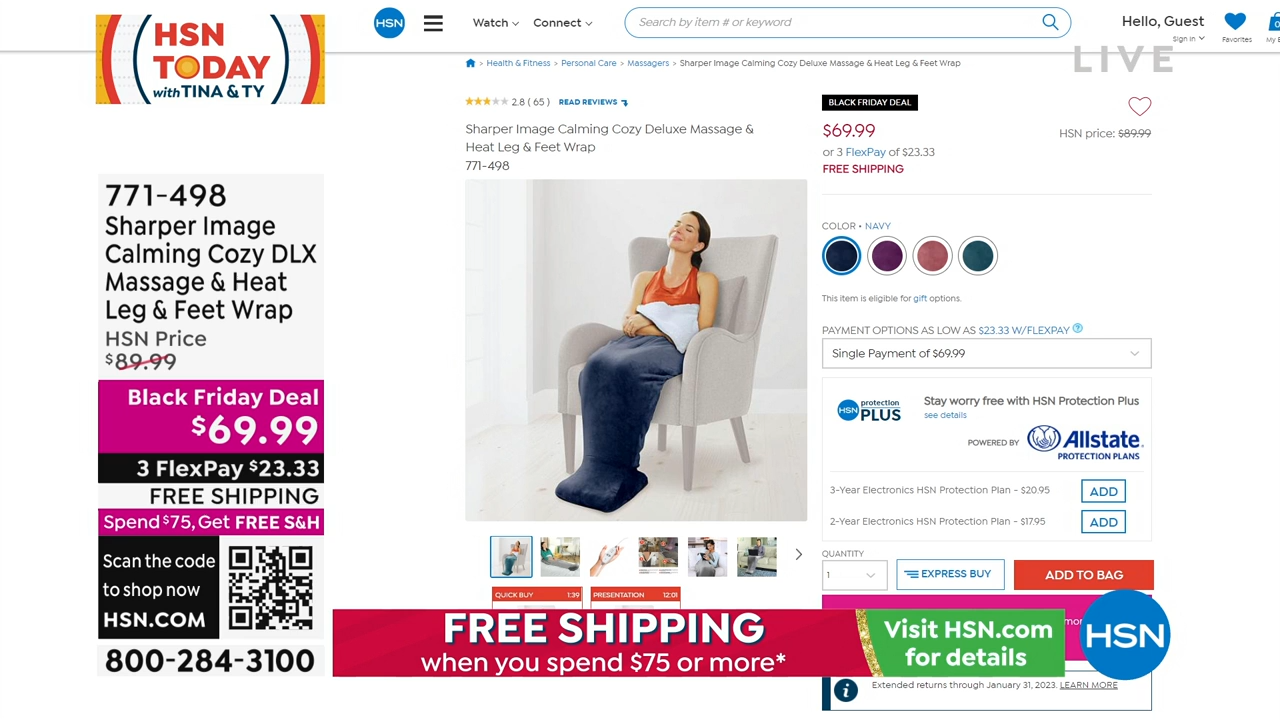 HSN
TODAY
with TINA & TY
771-498
Sharper Image
Calming Cozy DLX
Massage & Heat
Leg & Feet Wrap
HSN Price
$89.99
Black Friday Deal
$69.99
3 FlexPay $23.33
FREE SHIPPING
Spend $75, Get FREE S&H
Scan the code
to shop now
HSN.COM
800-284-3100
HSN
Watch
Connect
Search by item # or keyword
Hello, Guest
Sign In
Favorites
My
LIVE
> Health & Fitness > Personal Care > Massagers > Sharper Image Calming Cozy Deluxe Massage & Heat Leg & Feet Wrap
2.8 ( 65 ) READ REVIEWS
Sharper Image Calming Cozy Deluxe Massage &
Heat Leg & Feet Wrap
771-498
QUICK BUY 1:39
PRESENTATION 12:01
BLACK FRIDAY DEAL
$69.99
HSN price: $89.99
or 3 FlexPay of $23.33
FREE SHIPPING
COLOR • NAVY
This item is eligible for gift options.
PAYMENT OPTIONS AS LOW AS $23.33 W/FLEXPAY
Single Payment of $69.99
HSN protection PLUS
Stay worry free with HSN Protection Plus
see details
POWERED BY Allstate
PROTECTION PLANS
3-Year Electronics HSN Protection Plan - $20.95 ADD
2-Year Electronics HSN Protection Plan - $17.95 ADD
QUANTITY
1
EXPRESS BUY
ADD TO BAG
FREE SHIPPING
when you spend $75 or more*
Visit HSN.com
for details
HSN
Extended returns through January 31, 2023. LEARN MORE